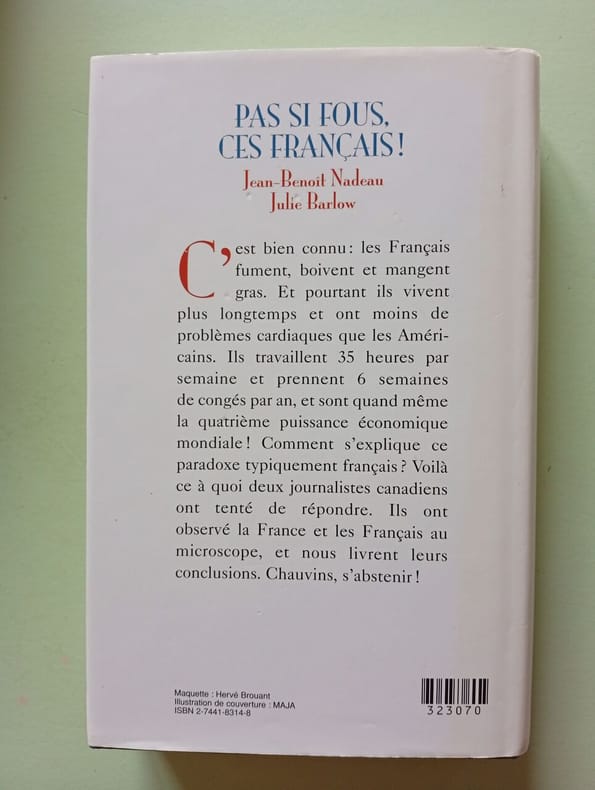 PAS SI FOUS,
CES FRANÇAIS !
Jean-Benoît Nadeau
Julie Barlow
C'est bien connu : les Français
fument, boivent et mangent
gras. Et pourtant ils vivent
plus longtemps et ont moins de
problèmes cardiaques que les Améri-
cains. Ils travaillent 35 heures par
semaine et prennent 6 semaines
de congés par an, et sont quand même
la quatrième puissance économique
mondiale ! Comment s'explique ce
paradoxe typiquement français ? Voilà
ce à quoi deux journalistes canadiens
ont tenté de répondre. Ils ont
observé la France et les Français au
microscope, et nous livrent leurs
conclusions. Chauvins, s'abstenir !
Maquette : Hervé Brouant
Illustration de couverture : MAJA
ISBN 2-7441-8314-8
323070